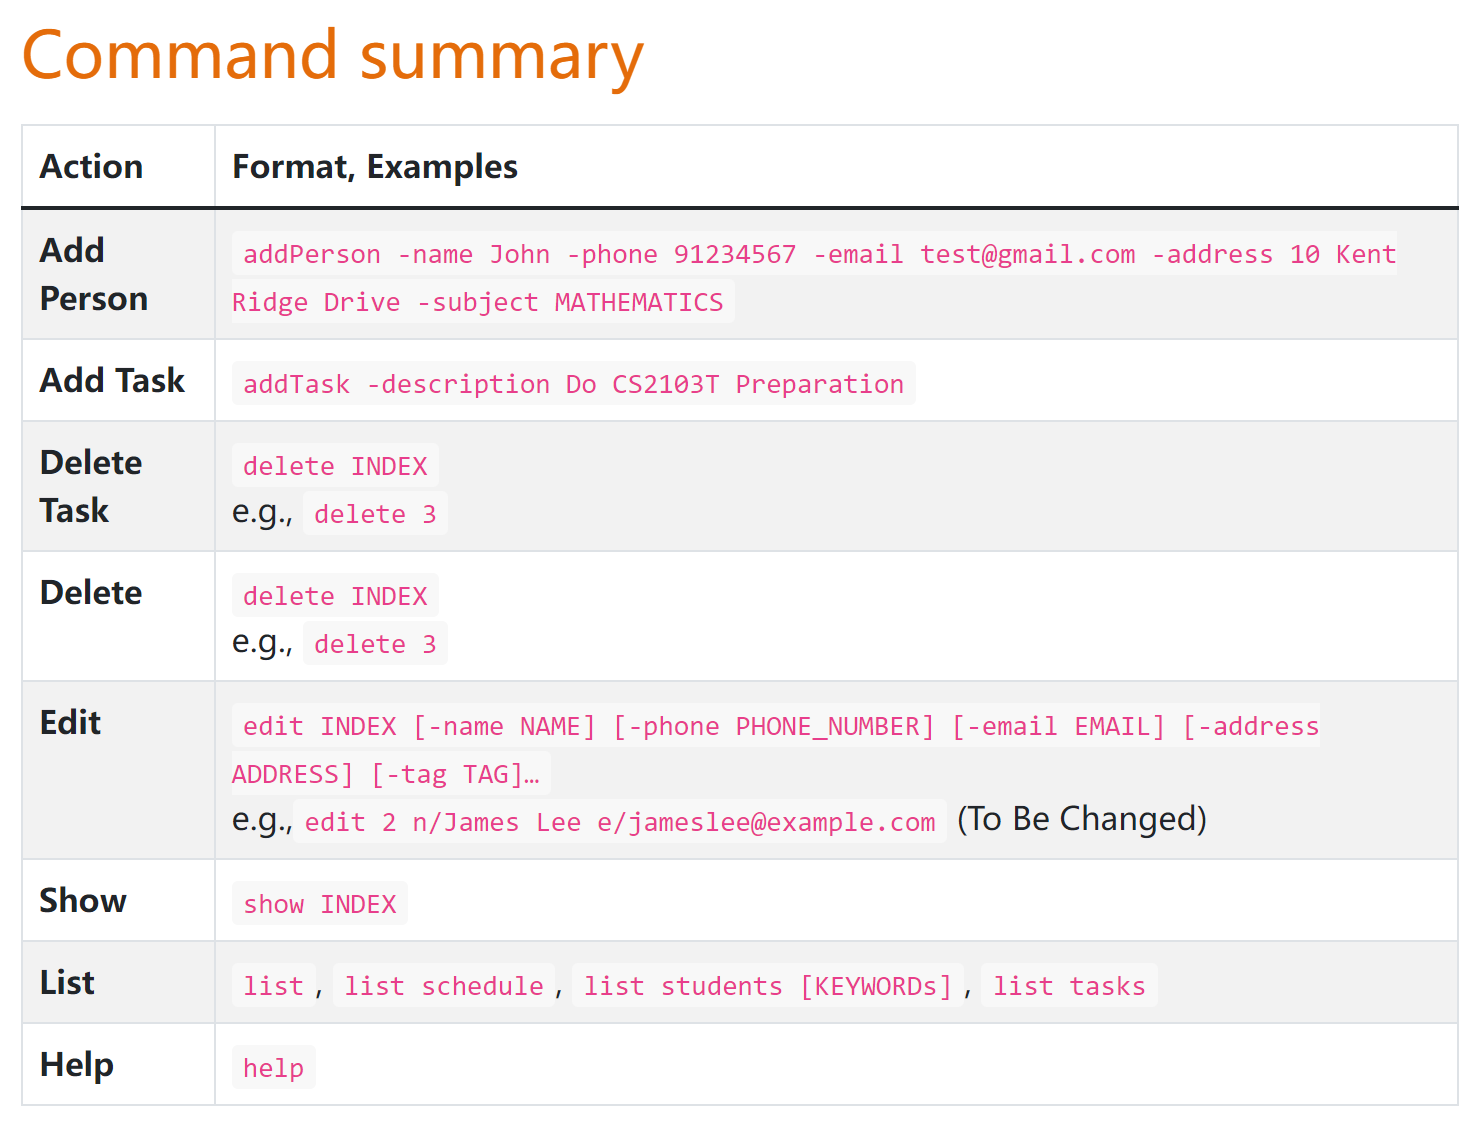 Command summary
Action
Format, Examples
Add
Person
addPerson -name John -phone 91234567 -email test@gmail.com -address 10 Kent
Ridge Drive -subject MATHEMATICS
Add Task
addTask -description Do CS2103T Preparation
Delete
Task
delete INDEX
e.g., delete 3
Delete
delete INDEX
e.g., delete 3
Edit
edit INDEX [-name NAME] [-phone PHONE_NUMBER] [-email EMAIL] [-address
ADDRESS] [-tag TAG]…
e.g., edit 2 n/James Lee e/jameslee@example.com (To Be Changed)
Show
show INDEX
List
list, list schedule, list students [KEYWORDs], list tasks
Help
help